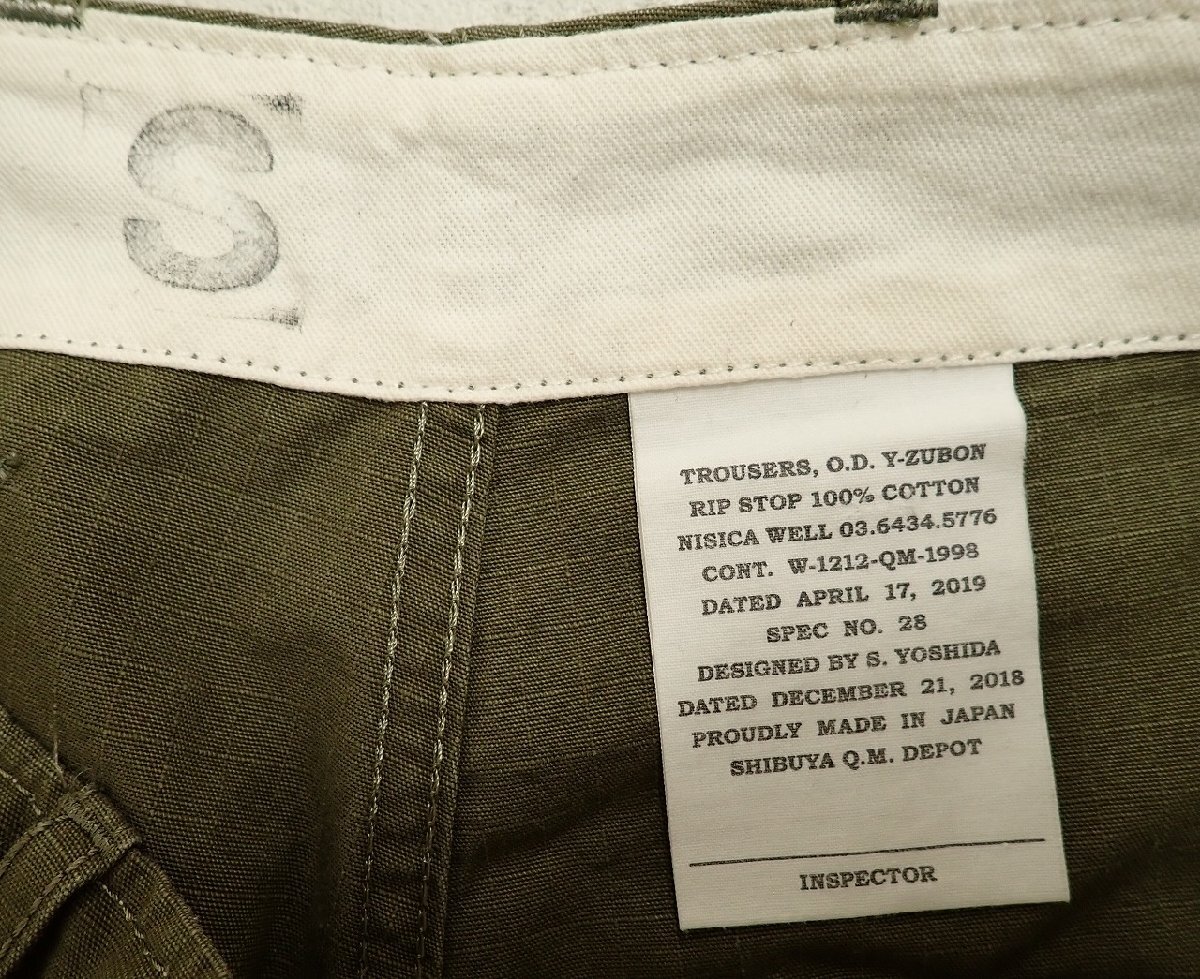 S
TROUSERS, O.D. Y-ZUBON
RIP STOP 100% COTTON
NISICA WELL 03.6434.5776
CONT. W-1212-QM-1998
DATED APRIL 17, 2019
SPEC NO. 28
DESIGNED BY S. YOSHIDA
DATED DECEMBER 21, 2018
PROUDLY MADE IN JAPAN
SHIBUYA Q.M. DEPOT
INSPECTOR